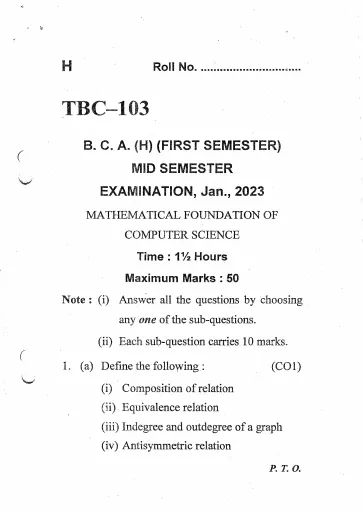 H Roll No. ................................
TBC–103
B. C. A. (H) (FIRST SEMESTER)
MID SEMESTER
EXAMINATION, Jan., 2023
MATHEMATICAL FOUNDATION OF
COMPUTER SCIENCE
Time : 1½ Hours
Maximum Marks : 50
Note : (i) Answer all the questions by choosing
any one of the sub-questions.
(ii) Each sub-question carries 10 marks.
1. (a) Define the following : (CO1)
(i) Composition of relation
(ii) Equivalence relation
(iii) Indegree and outdegree of a graph
(iv) Antisymmetric relation
P. T. O.